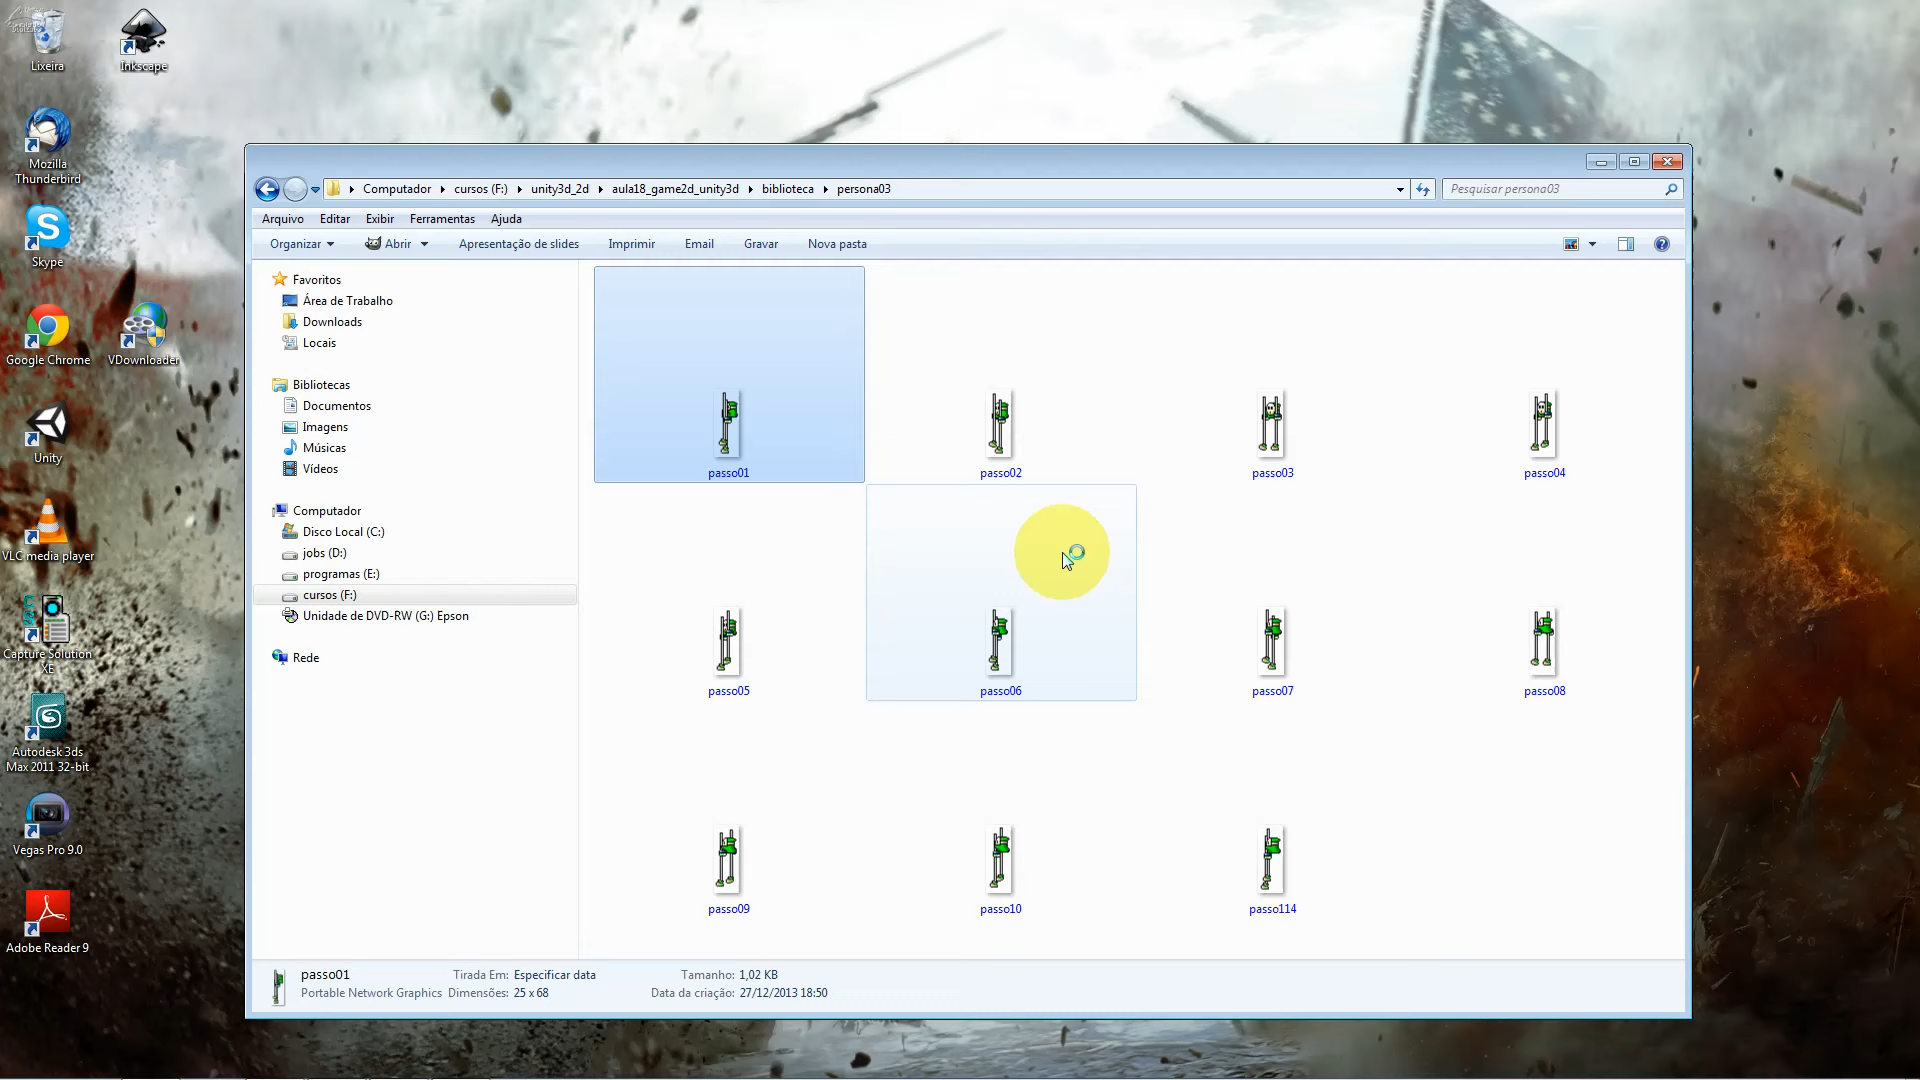 Lixeira
Inkscape
Mozilla
Thunderbird
Skype
Google Chrome
VDownloader
Unity
VLC media player
Capture Solution
XE
Autodesk 3ds
Max 2011 32-bit
Vegas Pro 9.0
Adobe Reader 9
Computador
cursos (F:)
unity3d_2d
aula18_game2d_unity3d
biblioteca
persona03
Pesquisar persona03
Arquivo
Editar
Exibir
Ferramentas
Ajuda
Organizar
Abrir
Apresentação de slides
Imprimir
Email
Gravar
Nova pasta
Favoritos
Área de Trabalho
Downloads
Locais
Bibliotecas
Documentos
Imagens
Músicas
Vídeos
Computador
Disco Local (C:)
jobs (D:)
programas (E:)
cursos (F:)
Unidade de DVD-RW (G:) Epson
Rede
passo01
passo02
passo03
passo04
passo05
passo06
passo07
passo08
passo09
passo10
passo114
passo01
Tirada Em: Especificar data
Tamanho: 1,02 KB
Portable Network Graphics
Dimensões: 25 x 68
Data da criação: 27/12/2013 18:50